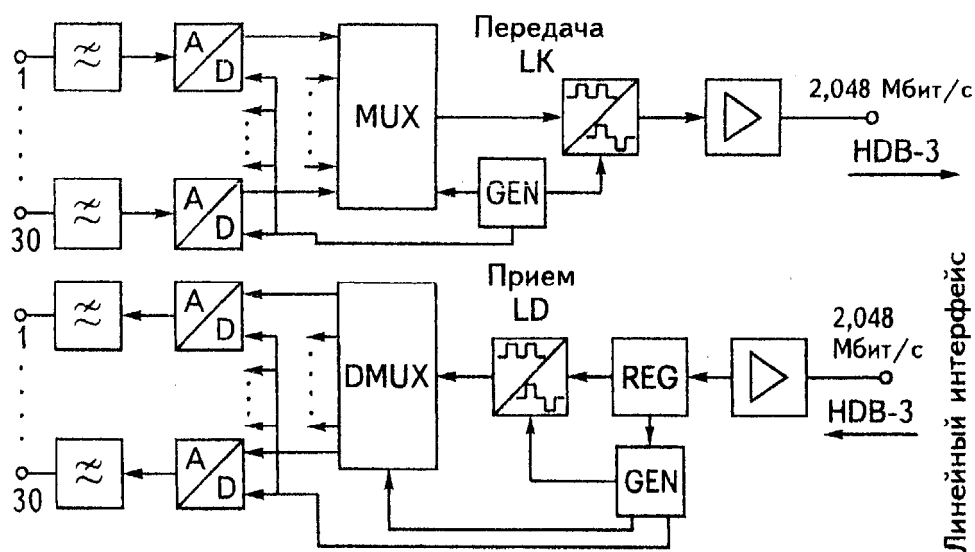 Передача
LK
1
A
D
MUX
2,048 Мбит/с
HDB-3
GEN
30
A
D
Прием
LD
1
A
D
DMUX
REG
2,048
Мбит/с
HDB-3
GEN
30
A
D
Линейный интерфейс